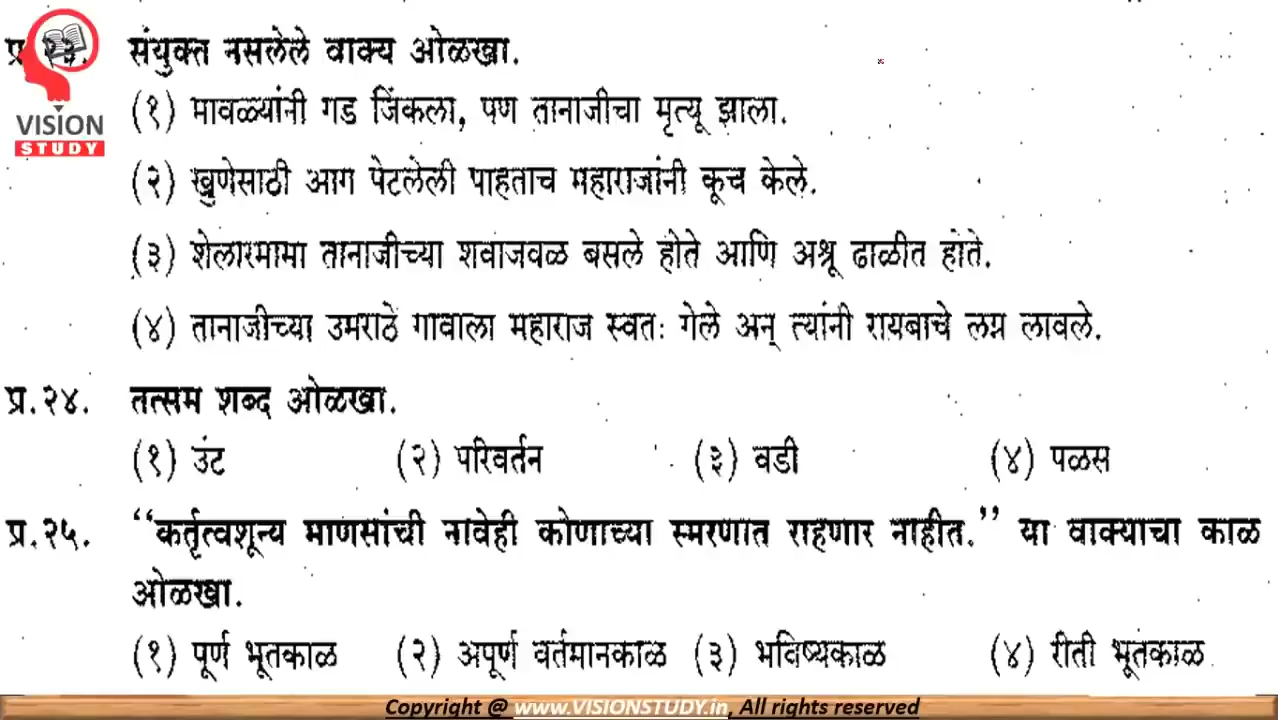 प्र.२३. संयुक्त नसलेले वाक्य ओळखा.
(१) मावळ्यांनी गड जिंकला, पण तानाजीचा मृत्यू झाला.
VISION
STUDY
(२) खुणेसाठी आग पेटलेली पाहताच महाराजांनी कूच केले.
(३) शेलारमामा तानाजीच्या शवाजवळ बसले होते आणि अश्रू ढाळीत होते.
(४) तानाजीच्या उमराठे गावाला महाराज स्वतः गेले अन् त्यांनी रायबाचे लग्न लावले.
प्र.२४. तत्सम शब्द ओळखा.
(१) उंट (२) परिवर्तन (३) वडी (४) पळस
प्र.२५. “कर्तृत्वशून्य माणसांची नावेही कोणाच्या स्मरणात राहणार नाहीत.” या वाक्याचा काळ
ओळखा.
(१) पूर्ण भूतकाळ (२) अपूर्ण वर्तमानकाळ (३) भविष्यकाळ (४) रीती भूतकाळ
Copyright @ www.VISIONSTUDY.in, All rights reserved